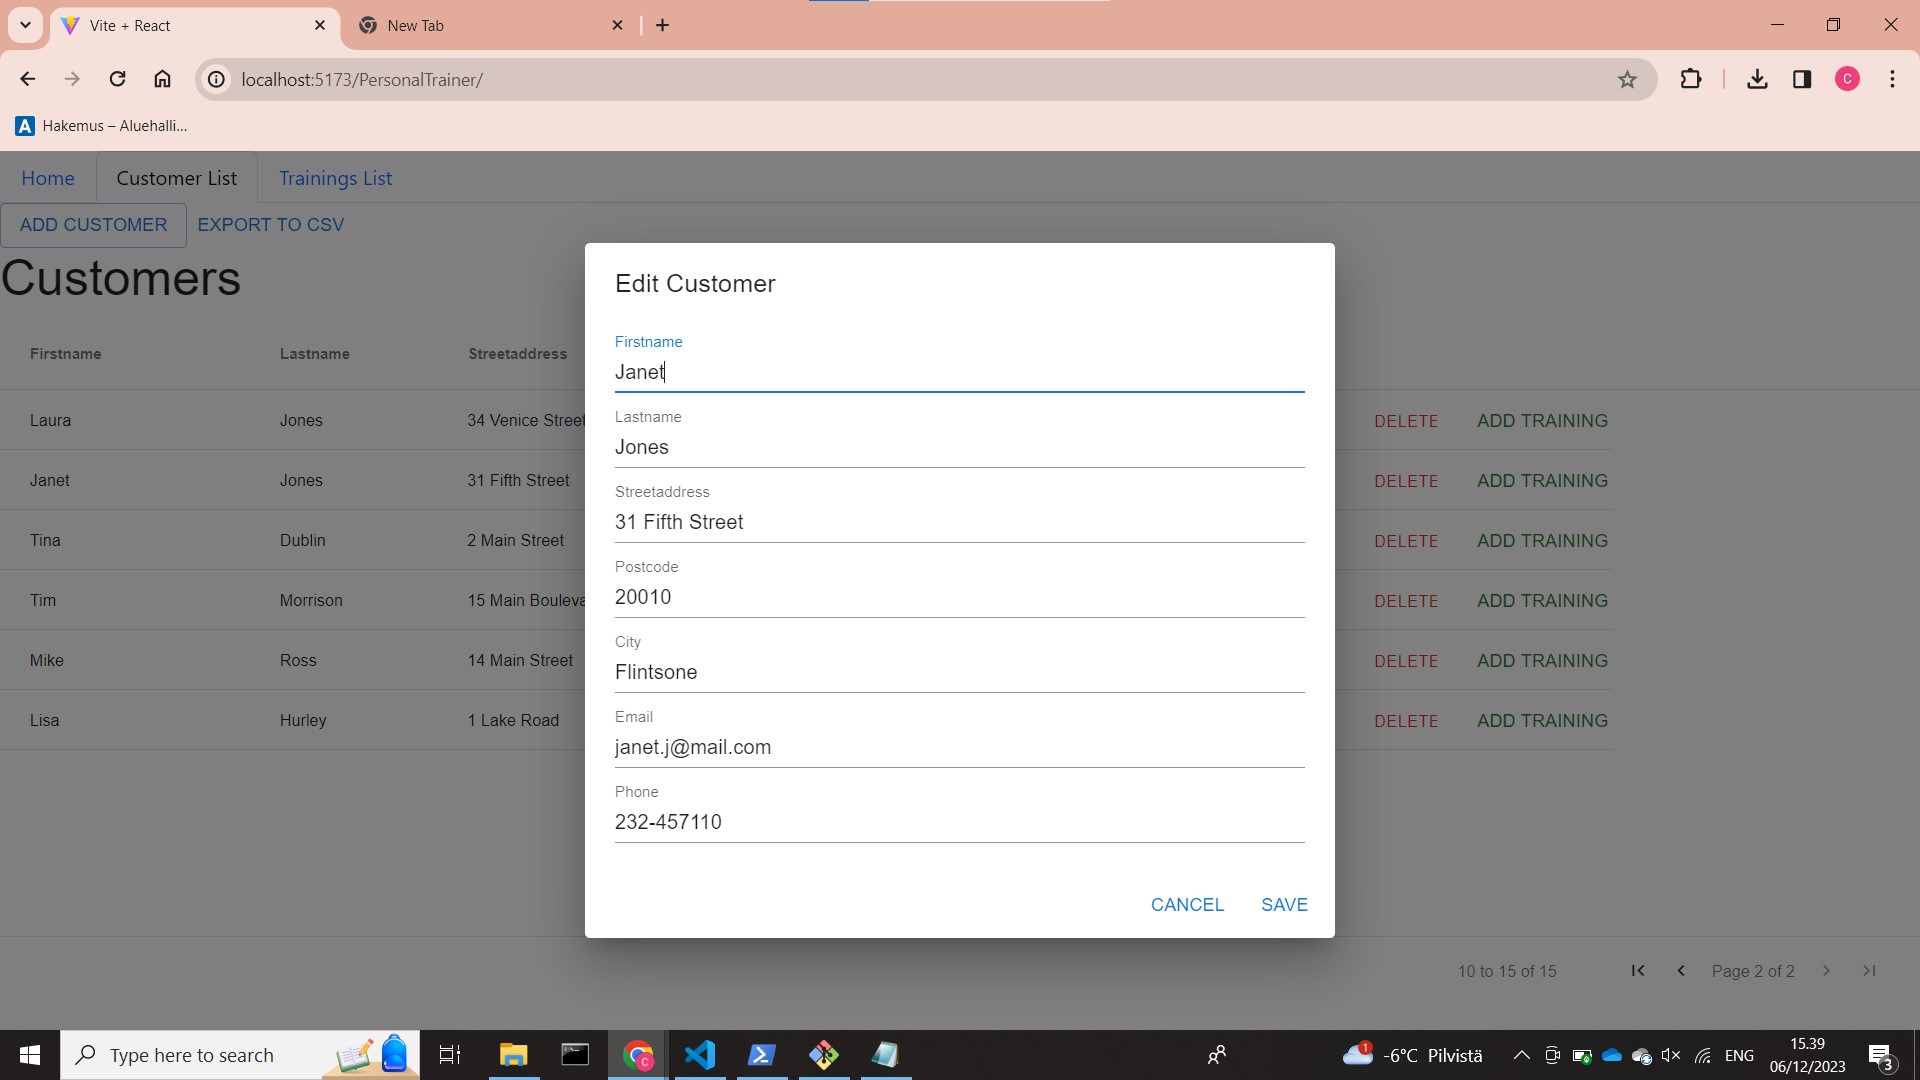 Vite + React
New Tab
localhost:5173/PersonalTrainer/
Hakemus – Aluehalli...
Home
Customer List
Trainings List
ADD CUSTOMER
EXPORT TO CSV
Customers
Firstname
Lastname
Streetaddress
Laura
Jones
34 Venice Street
DELETE
ADD TRAINING
Janet
Jones
31 Fifth Street
DELETE
ADD TRAINING
Tina
Dublin
2 Main Street
DELETE
ADD TRAINING
Tim
Morrison
15 Main Bouleva
DELETE
ADD TRAINING
Mike
Ross
14 Main Street
DELETE
ADD TRAINING
Lisa
Hurley
1 Lake Road
DELETE
ADD TRAINING
Edit Customer
Firstname
Janet
Lastname
Jones
Streetaddress
31 Fifth Street
Postcode
20010
City
Flintsone
Email
janet.j@mail.com
Phone
232-457110
CANCEL
SAVE
10 to 15 of 15
Page 2 of 2
Type here to search
1
-6°C Pilvistä
ENG
15.39
06/12/2023
3